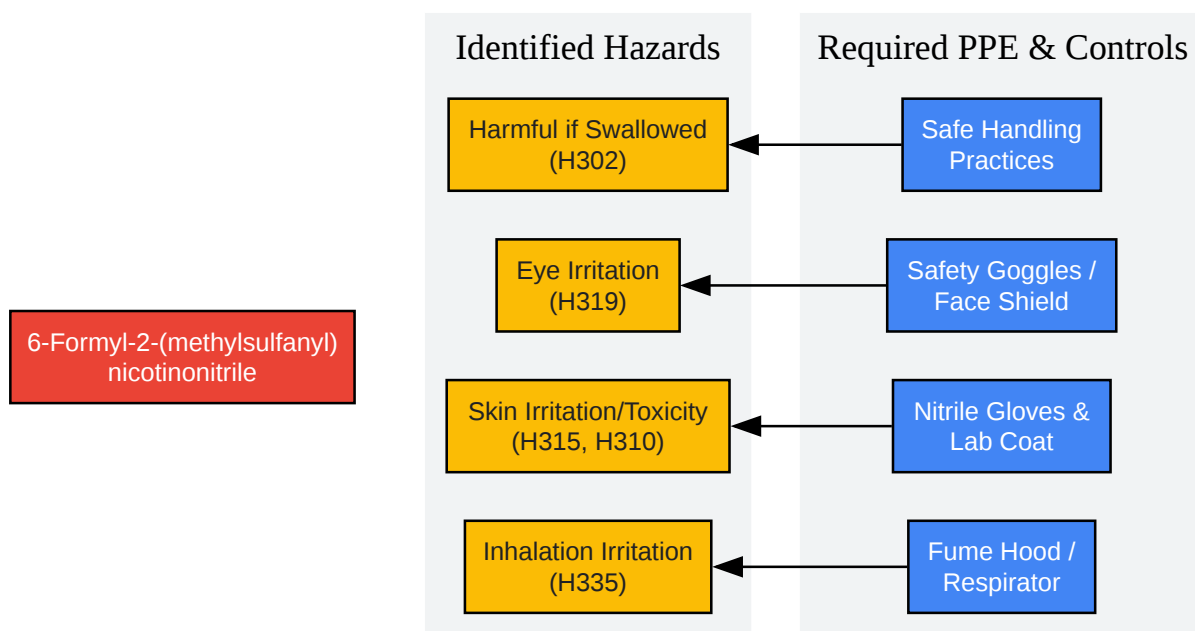 Identified Hazards
Required PPE & Controls
Harmful if Swallowed
(H302)
Safe Handling
Practices
Eye Irritation
(H319)
Safety Goggles /
Face Shield
6-Formyl-2-(methylsulfanyl)
nicotinonitrile
Skin Irritation/Toxicity
(H315, H310)
Nitrile Gloves &
Lab Coat
Inhalation Irritation
(H335)
Fume Hood /
Respirator